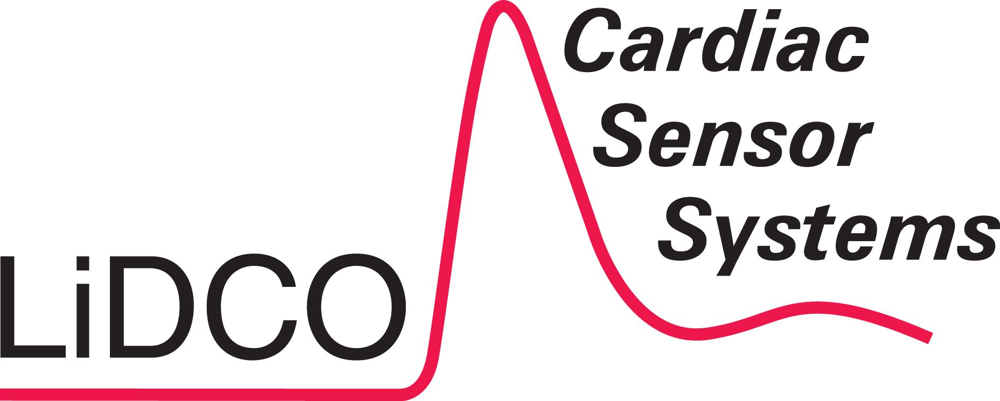 Cardiac
Sensor
Systems
LiDCO